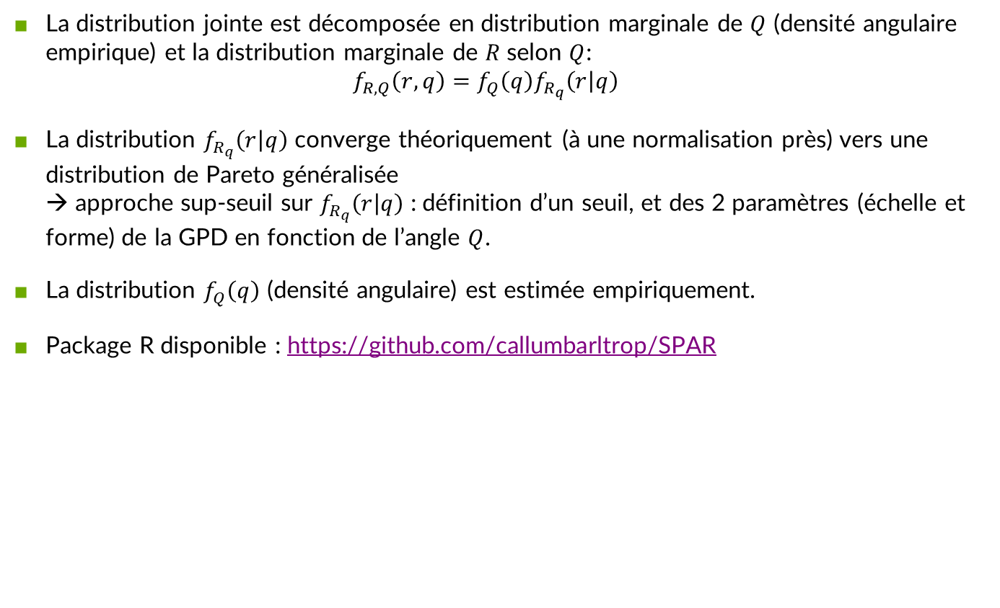 ▪ La distribution jointe est décomposée en distribution marginale de Q (densité angulaire
empirique) et la distribution marginale de R selon Q:
f_{R,Q}(r, q) = f_Q(q)f_{R_q}(r|q)
▪ La distribution f_{R_q}(r|q) converge théoriquement (à une normalisation près) vers une
distribution de Pareto généralisée
→ approche sup-seuil sur f_{R_q}(r|q) : définition d’un seuil, et des 2 paramètres (échelle et
forme) de la GPD en fonction de l’angle Q.
▪ La distribution f_Q(q) (densité angulaire) est estimée empiriquement.
▪ Package R disponible : https://github.com/callumbarltrop/SPAR